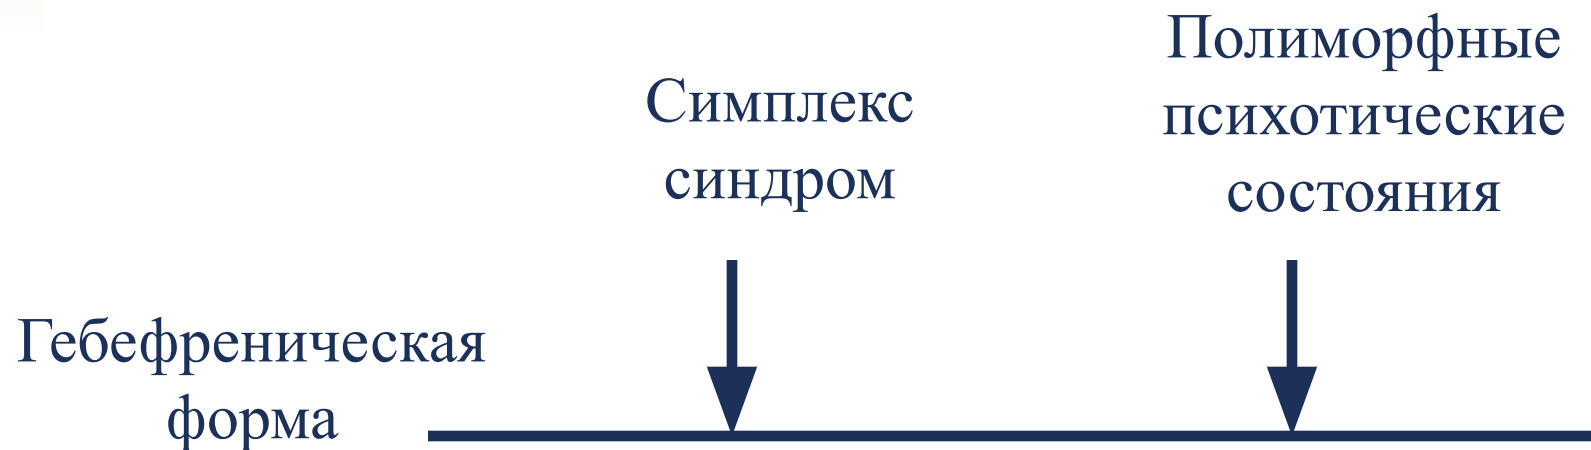 Симплекс
синдром
Полиморфные
психотические
состояния
Гебефреническая
форма